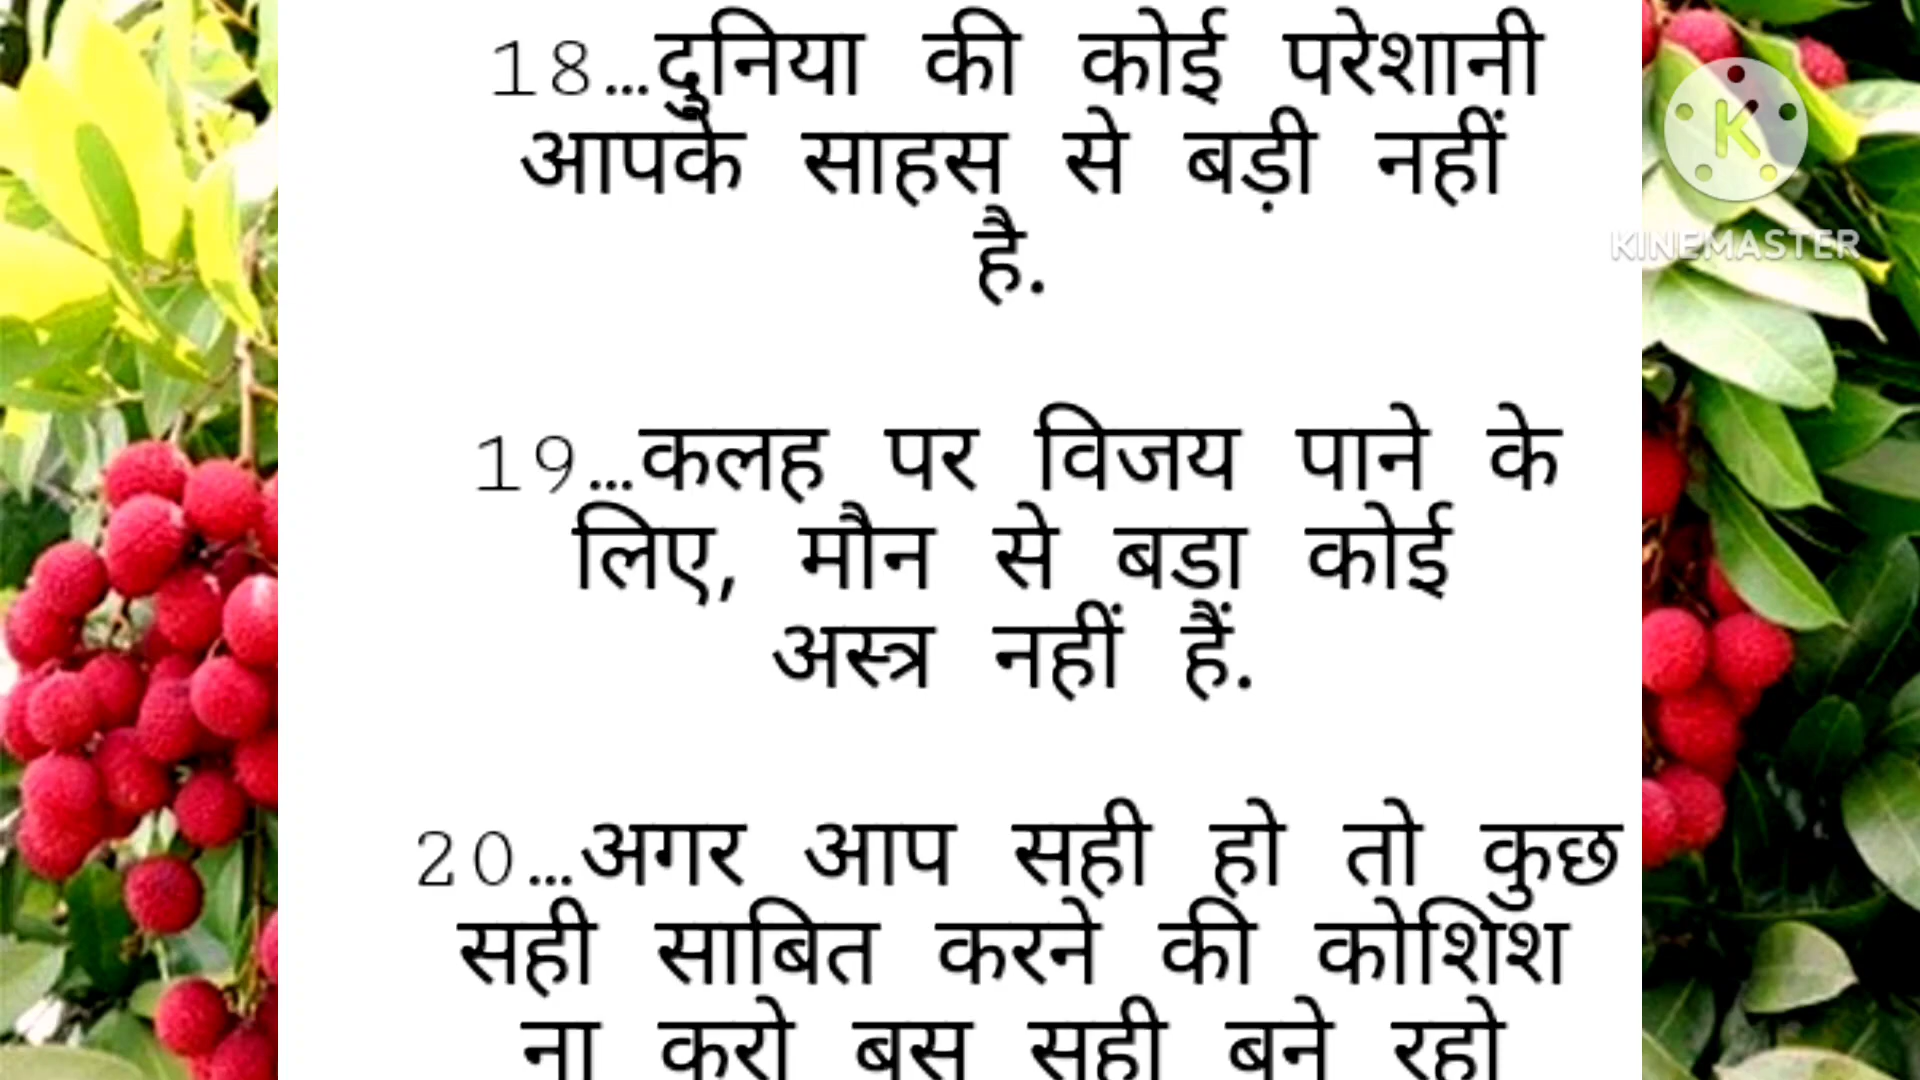 18...दुनिया की कोई परेशानी
आपके साहस से बड़ी नहीं
है.
19...कलह पर विजय पाने के
लिए, मौन से बडा कोई
अस्त्र नहीं हैं.
20...अगर आप सही हो तो कुछ
सही साबित करने की कोशिश
ना करो बस सही बने रहो
K
KINEMASTER